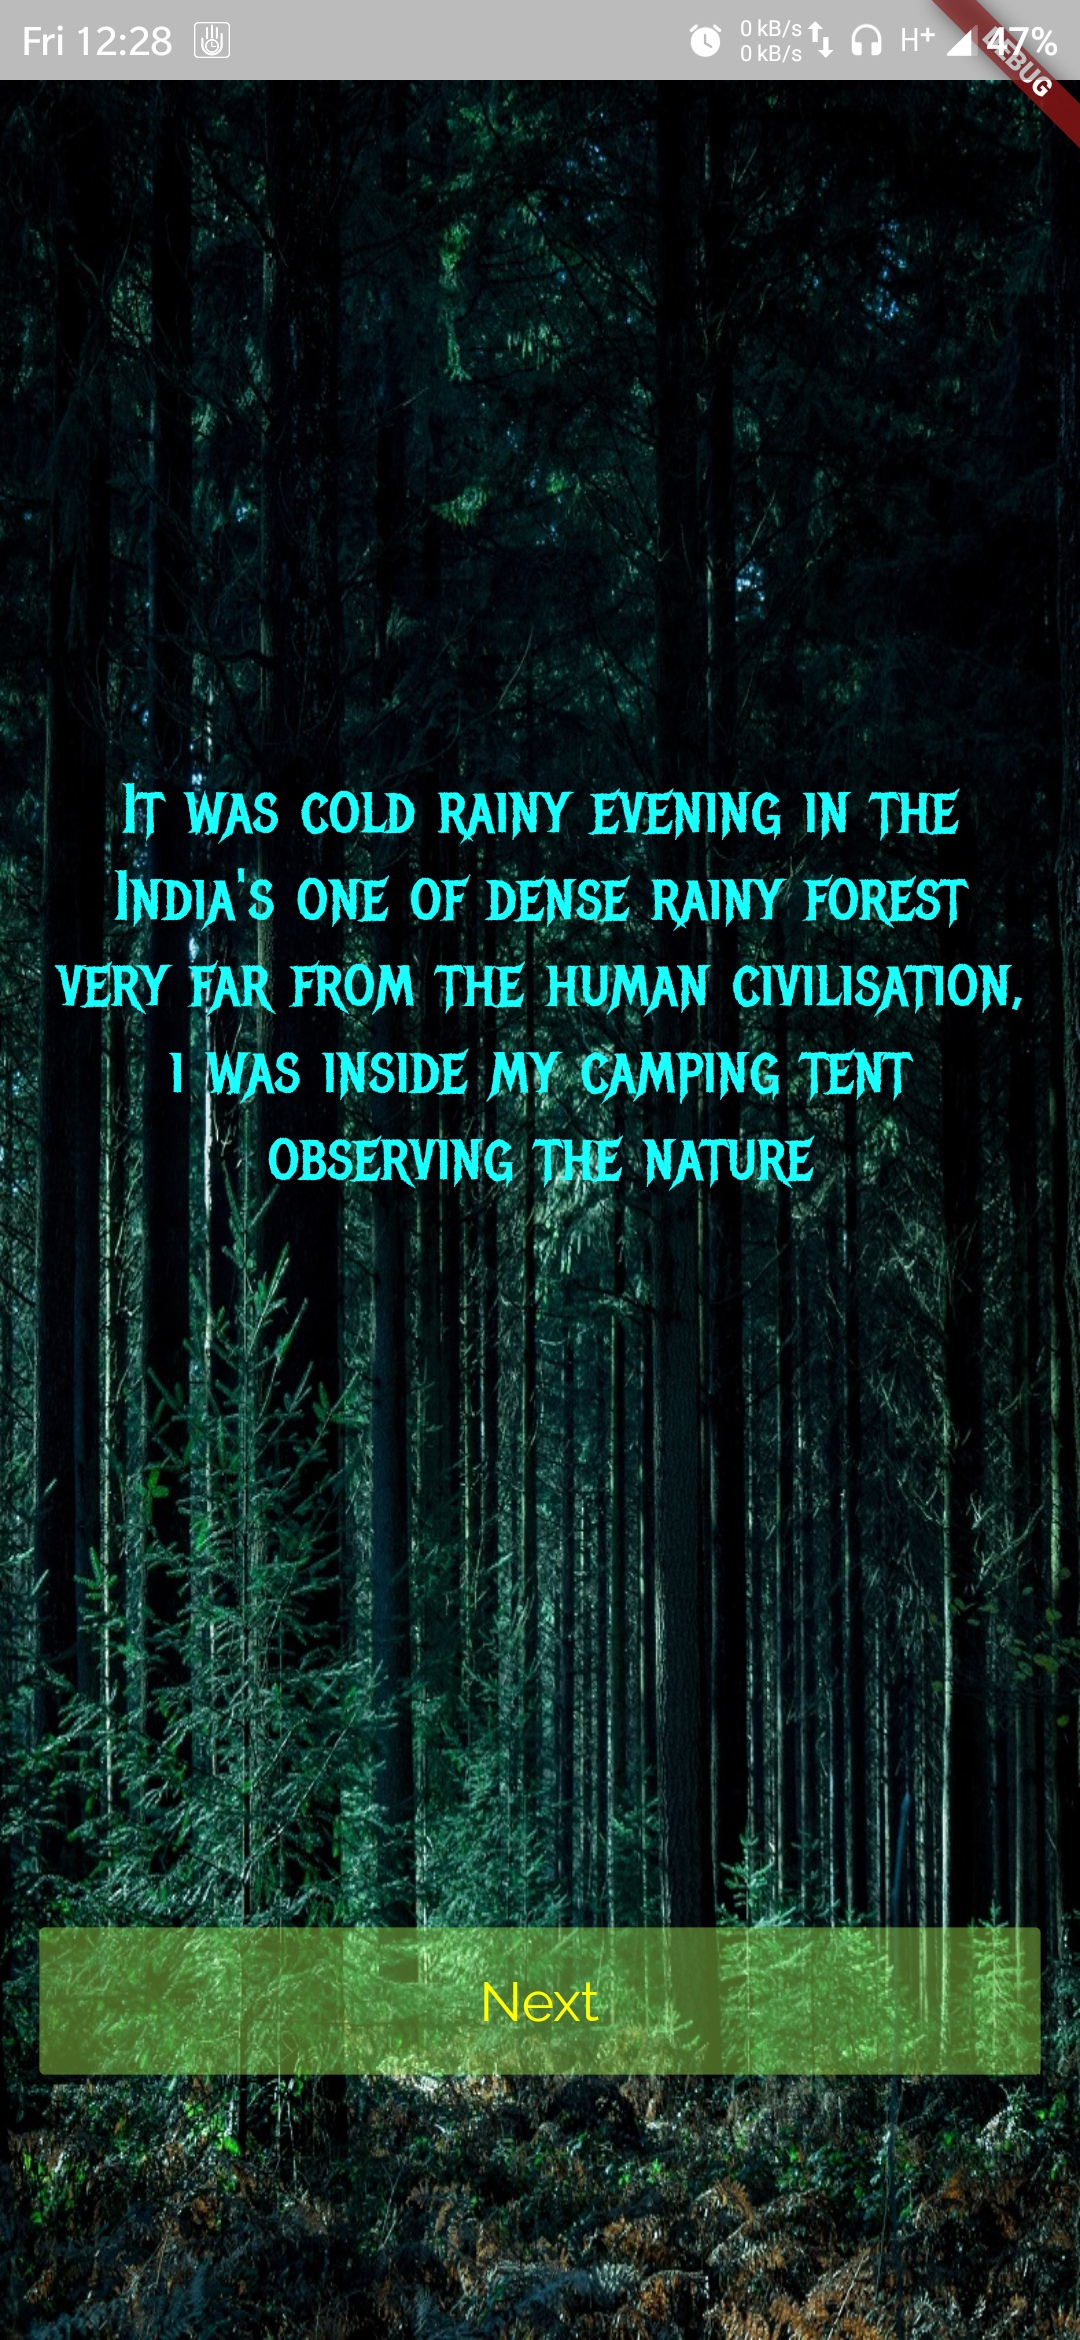 Fri 12:28
0 kB/s
0 kB/s
H+
47%
DEBUG
It was cold rainy evening in the
India's one of dense rainy forest
very far from the human civilisation,
i was inside my camping tent
observing the nature
Next